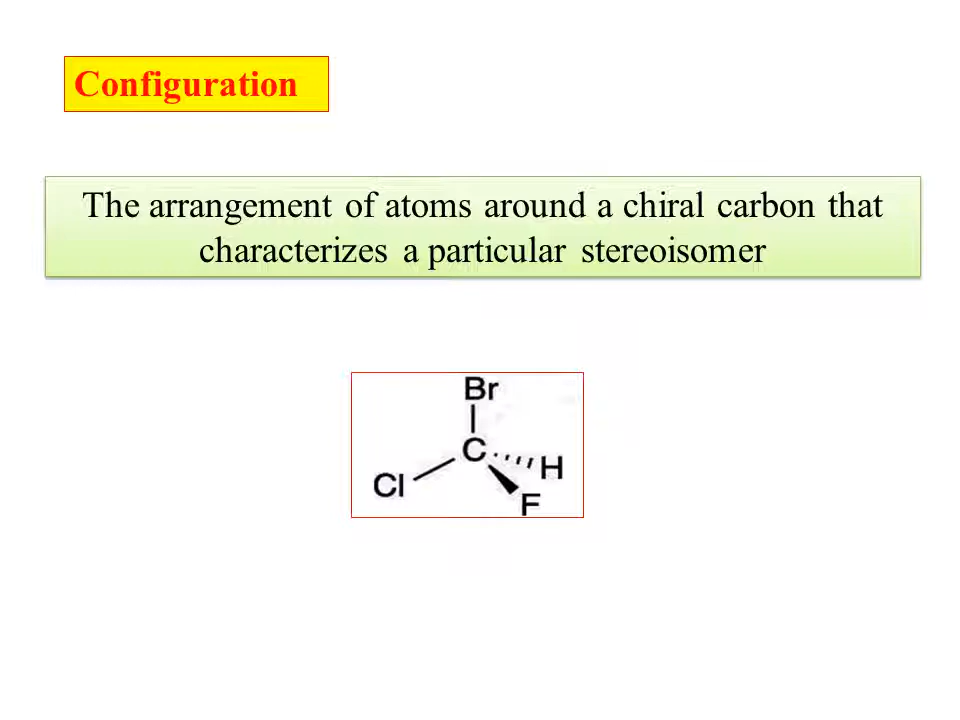 Configuration
The arrangement of atoms around a chiral carbon that
characterizes a particular stereoisomer
Br
C
H
Cl
F